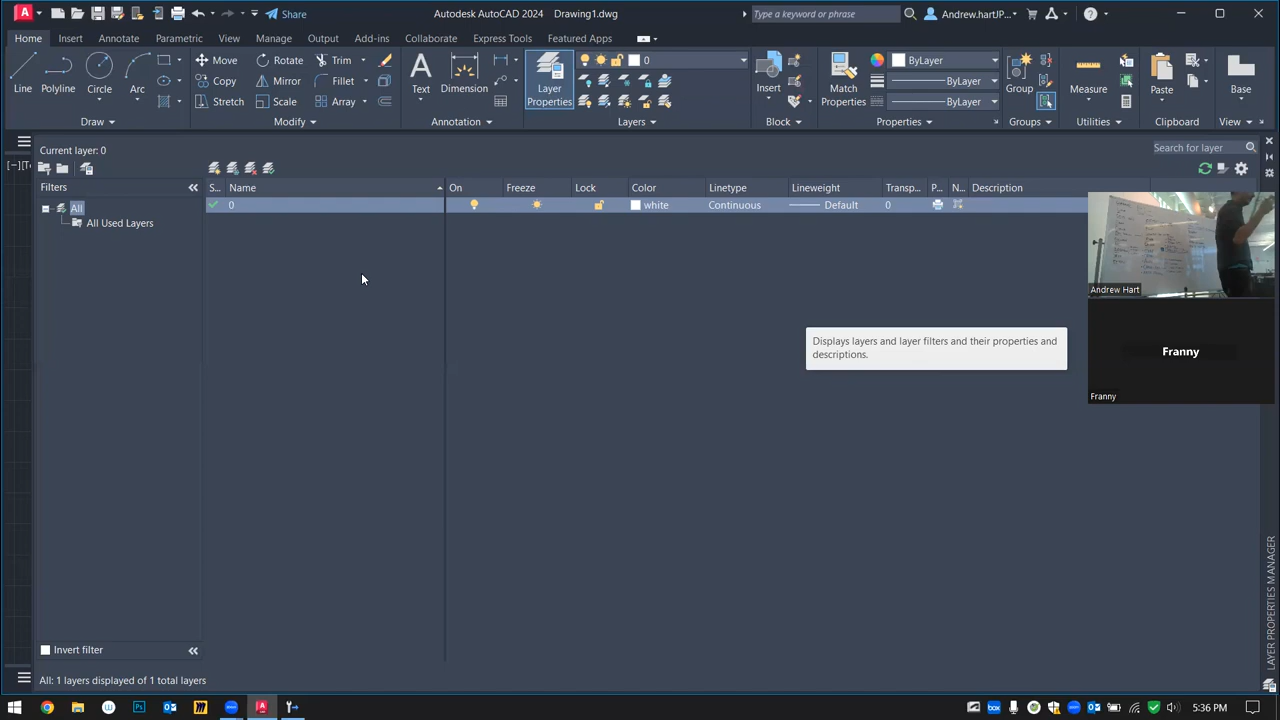 Share
Autodesk AutoCAD 2024 Drawing1.dwg
Type a keyword or phrase
Andrew.hartJP...
Home Insert Annotate Parametric View Manage Output Add-ins Collaborate Express Tools Featured Apps
Line Polyline Circle Arc
Move Rotate Trim
Copy Mirror Fillet
Stretch Scale Array
Text Dimension
Layer Properties
0
Insert
Match Properties
ByLayer
ByLayer
ByLayer
Group
Measure
Paste
Base
Draw Modify Annotation Layers Block Properties Groups Utilities Clipboard View
Current layer: 0
Search for layer
Filters
S... Name On Freeze Lock Color Linetype Lineweight Transp... P... N... Description
All
All Used Layers
0 white Continuous Default 0
Displays layers and layer filters and their properties and
descriptions.
Andrew Hart
Franny
Franny
Invert filter
All: 1 layers displayed of 1 total layers
LAYER PROPERTIES MANAGER
5:36 PM